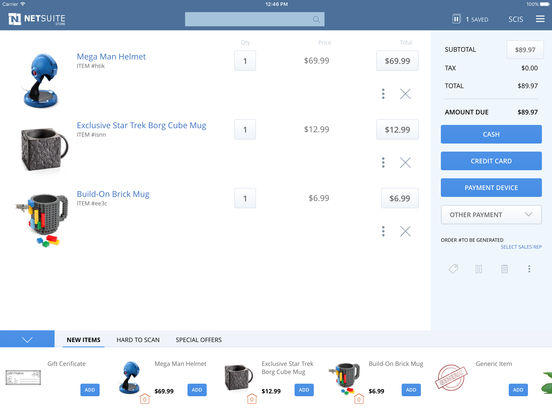 Carrier
12:46 PM
100%
N NETSUITE
1 SAVED
SCIS
Qty Price Total
Mega Man Helmet
ITEM #htik
1 $69.99 $69.99
Exclusive Star Trek Borg Cube Mug
ITEM #isnn
1 $12.99 $12.99
Build-On Brick Mug
ITEM #ee3c
1 $6.99 $6.99
SUBTOTAL $89.97
TAX $0.00
TOTAL $89.97
AMOUNT DUE $89.97
CASH
CREDIT CARD
PAYMENT DEVICE
OTHER PAYMENT
ORDER #TO BE GENERATED
SELECT SALES REP
NEW ITEMS HARD TO SCAN SPECIAL OFFERS
Gift Cerificate
ADD
Mega Man Helmet
$69.99 ADD
0
Exclusive Star Trek
Borg Cube Mug
$12.99 ADD
0
Build-On Brick Mug
$6.99 ADD
0
Generic Item
ADD